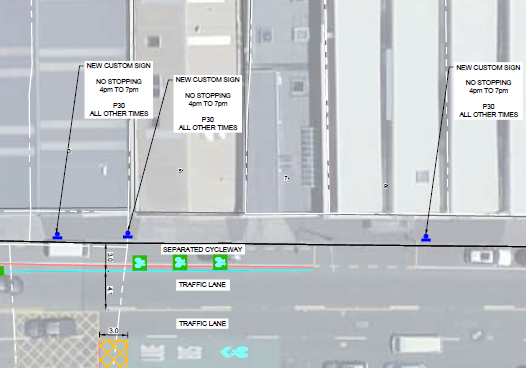 NEW CUSTOM SIGN
NO STOPPING
4pm TO 7pm
P30
ALL OTHER TIMES
NEW CUSTOM SIGN
NO STOPPING
4pm TO 7pm
P30
ALL OTHER TIMES
NEW CUSTOM SIGN
NO STOPPING
4pm TO 7pm
P30
ALL OTHER TIMES
SEPARATED CYCLEWAY
3.0
TRAFFIC LANE
4.1
TRAFFIC LANE
3.0